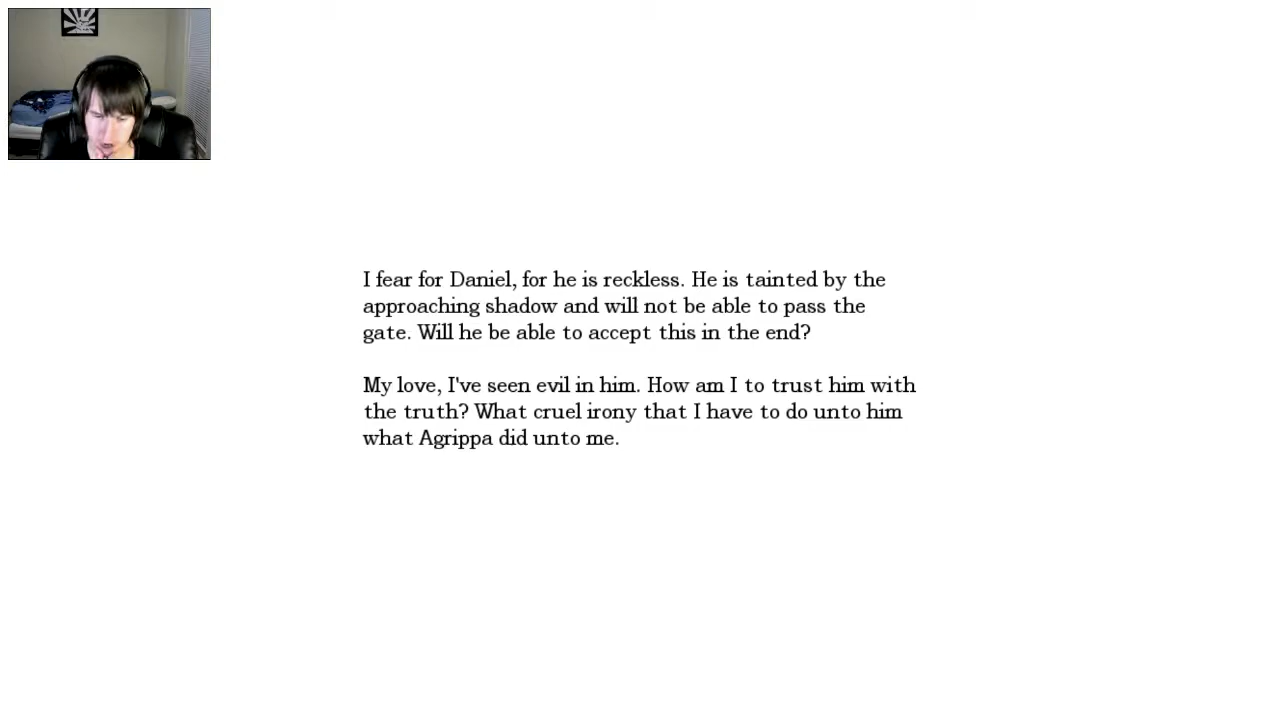 I fear for Daniel, for he is reckless. He is tainted by the
approaching shadow and will not be able to pass the
gate. Will he be able to accept this in the end?
My love, I've seen evil in him. How am I to trust him with
the truth? What cruel irony that I have to do unto him
what Agrippa did unto me.